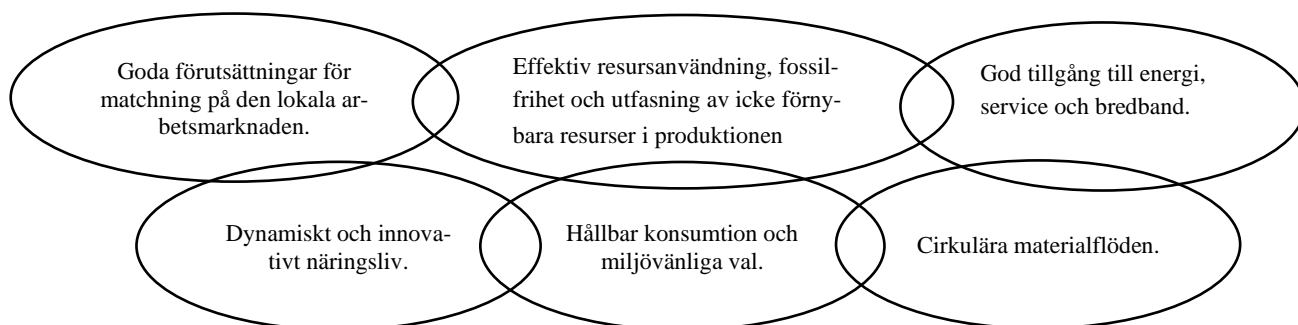 Goda förutsättningar för
matchning på den lokala ar-
betsmarknaden.
Effektiv resursanvändning, fossil-
frihet och utfasning av icke förny-
bara resurser i produktionen
God tillgång till energi,
service och bredband.
Dynamiskt och innova-
tivt näringsliv.
Hållbar konsumtion och
miljövänliga val.
Cirkulära materialflöden.